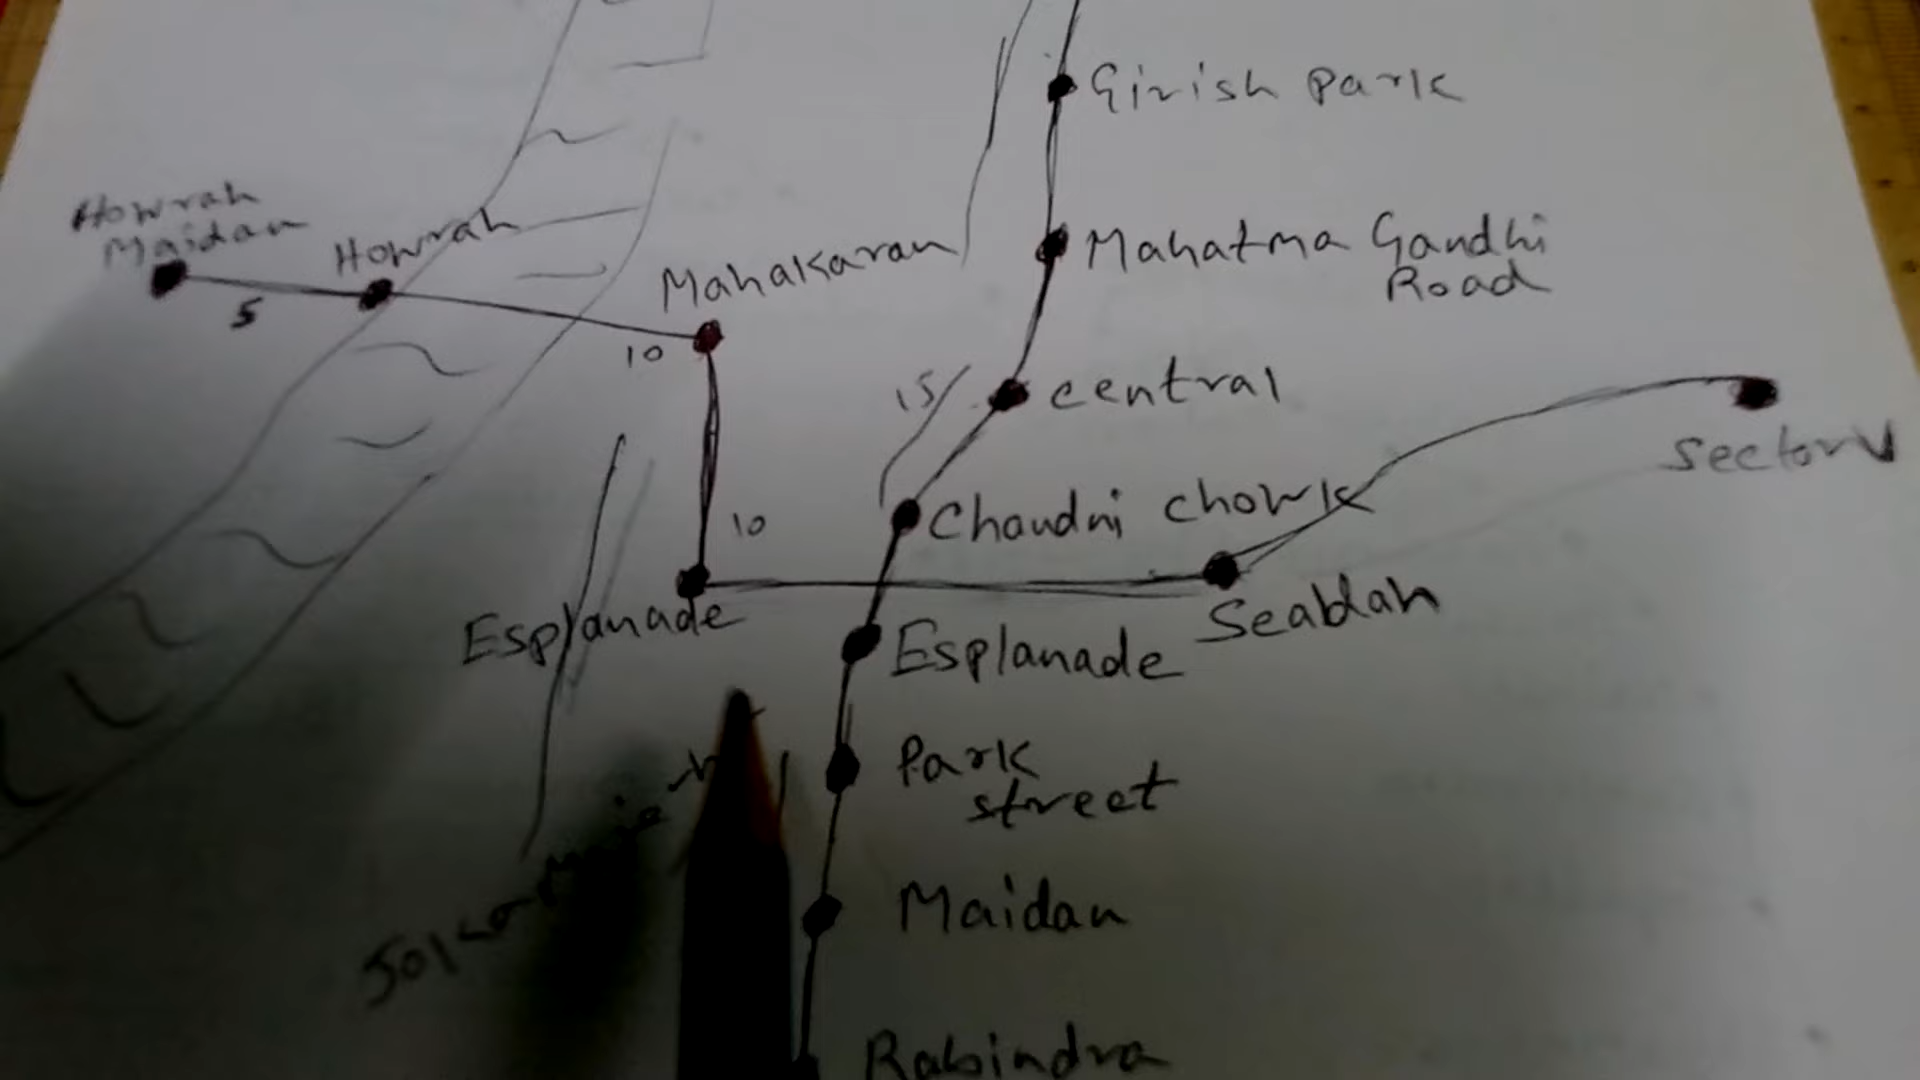 Girish Park
Howrah
Maidan
Howrah
Mahakaran
Mahatma Gandhi
Road
5
10
15
Central
Sector V
10
Chandni Chowk
Esplanade
Sealdah
Esplanade
Park
street
Maidan
Rabindra